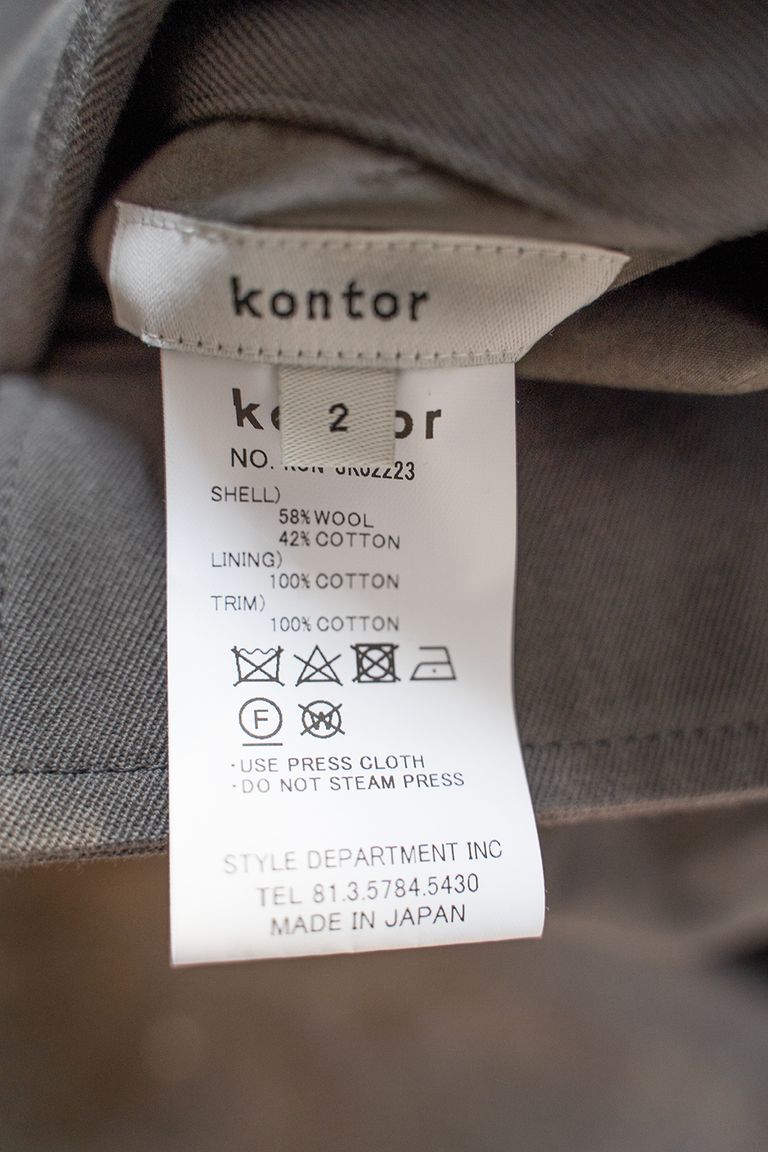 kontor
2
NO.
SHELL)
58% WOOL
42% COTTON
LINING)
100% COTTON
TRIM)
100% COTTON
F
W
·USE PRESS CLOTH
·DO NOT STEAM PRESS
STYLE DEPARTMENT INC
TEL 81.3.5784.5430
MADE IN JAPAN